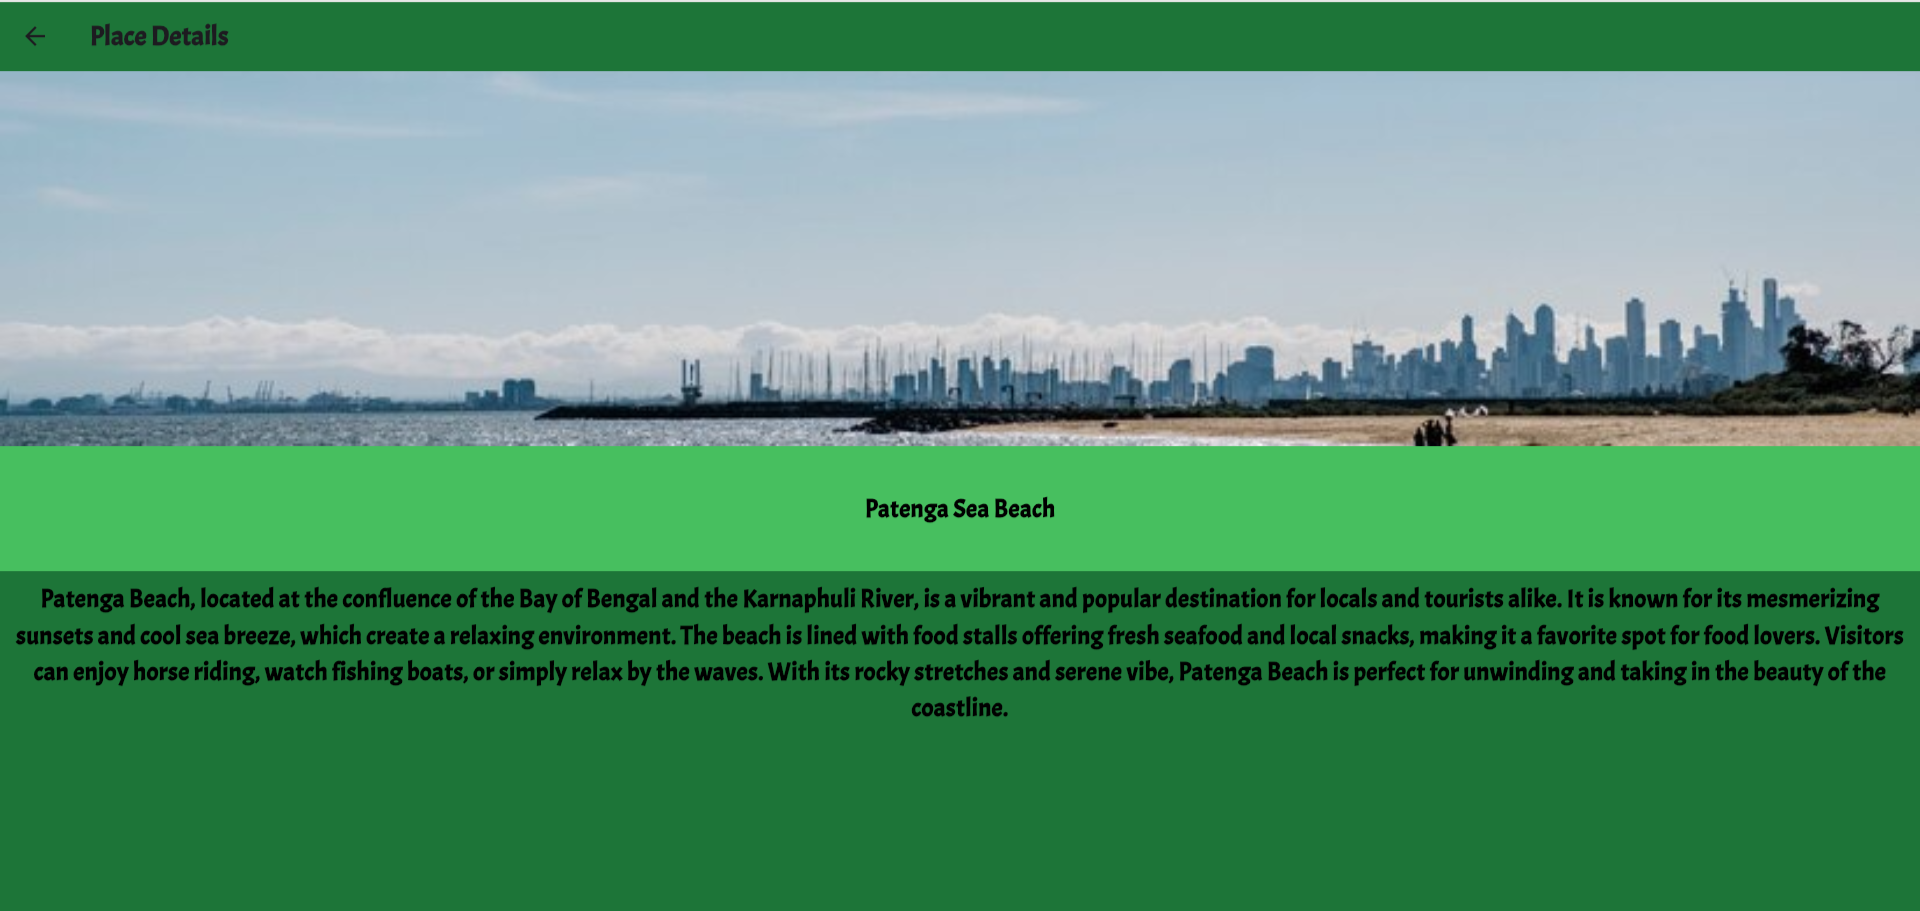 Place Details
Patenga Sea Beach
Patenga Beach, located at the confluence of the Bay of Bengal and the Karnaphuli River, is a vibrant and popular destination for locals and tourists alike. It is known for its mesmerizing
sunsets and cool sea breeze, which create a relaxing environment. The beach is lined with food stalls offering fresh seafood and local snacks, making it a favorite spot for food lovers. Visitors
can enjoy horse riding, watch fishing boats, or simply relax by the waves. With its rocky stretches and serene vibe, Patenga Beach is perfect for unwinding and taking in the beauty of the
coastline.